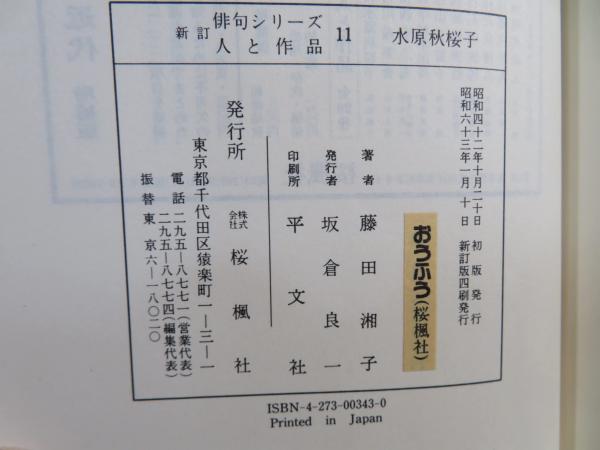 新訂 俳句シリーズ 人と作品 11 水原秋桜子
昭和四十二年十月二十日 初版発行
昭和六十三年一月十日 新訂版四刷発行
おうふう(桜楓社)
著者 藤田湘子
発行者 坂倉良一
印刷所 平文社
発行所 株式会社 桜楓社
東京都千代田区猿楽町一―三―一
電話 二九五―八七七一(営業代表)
二九五―八七七四(編集代表)
振替東京六―一八〇二〇
ISBN-4-273-00343-0
Printed in Japan